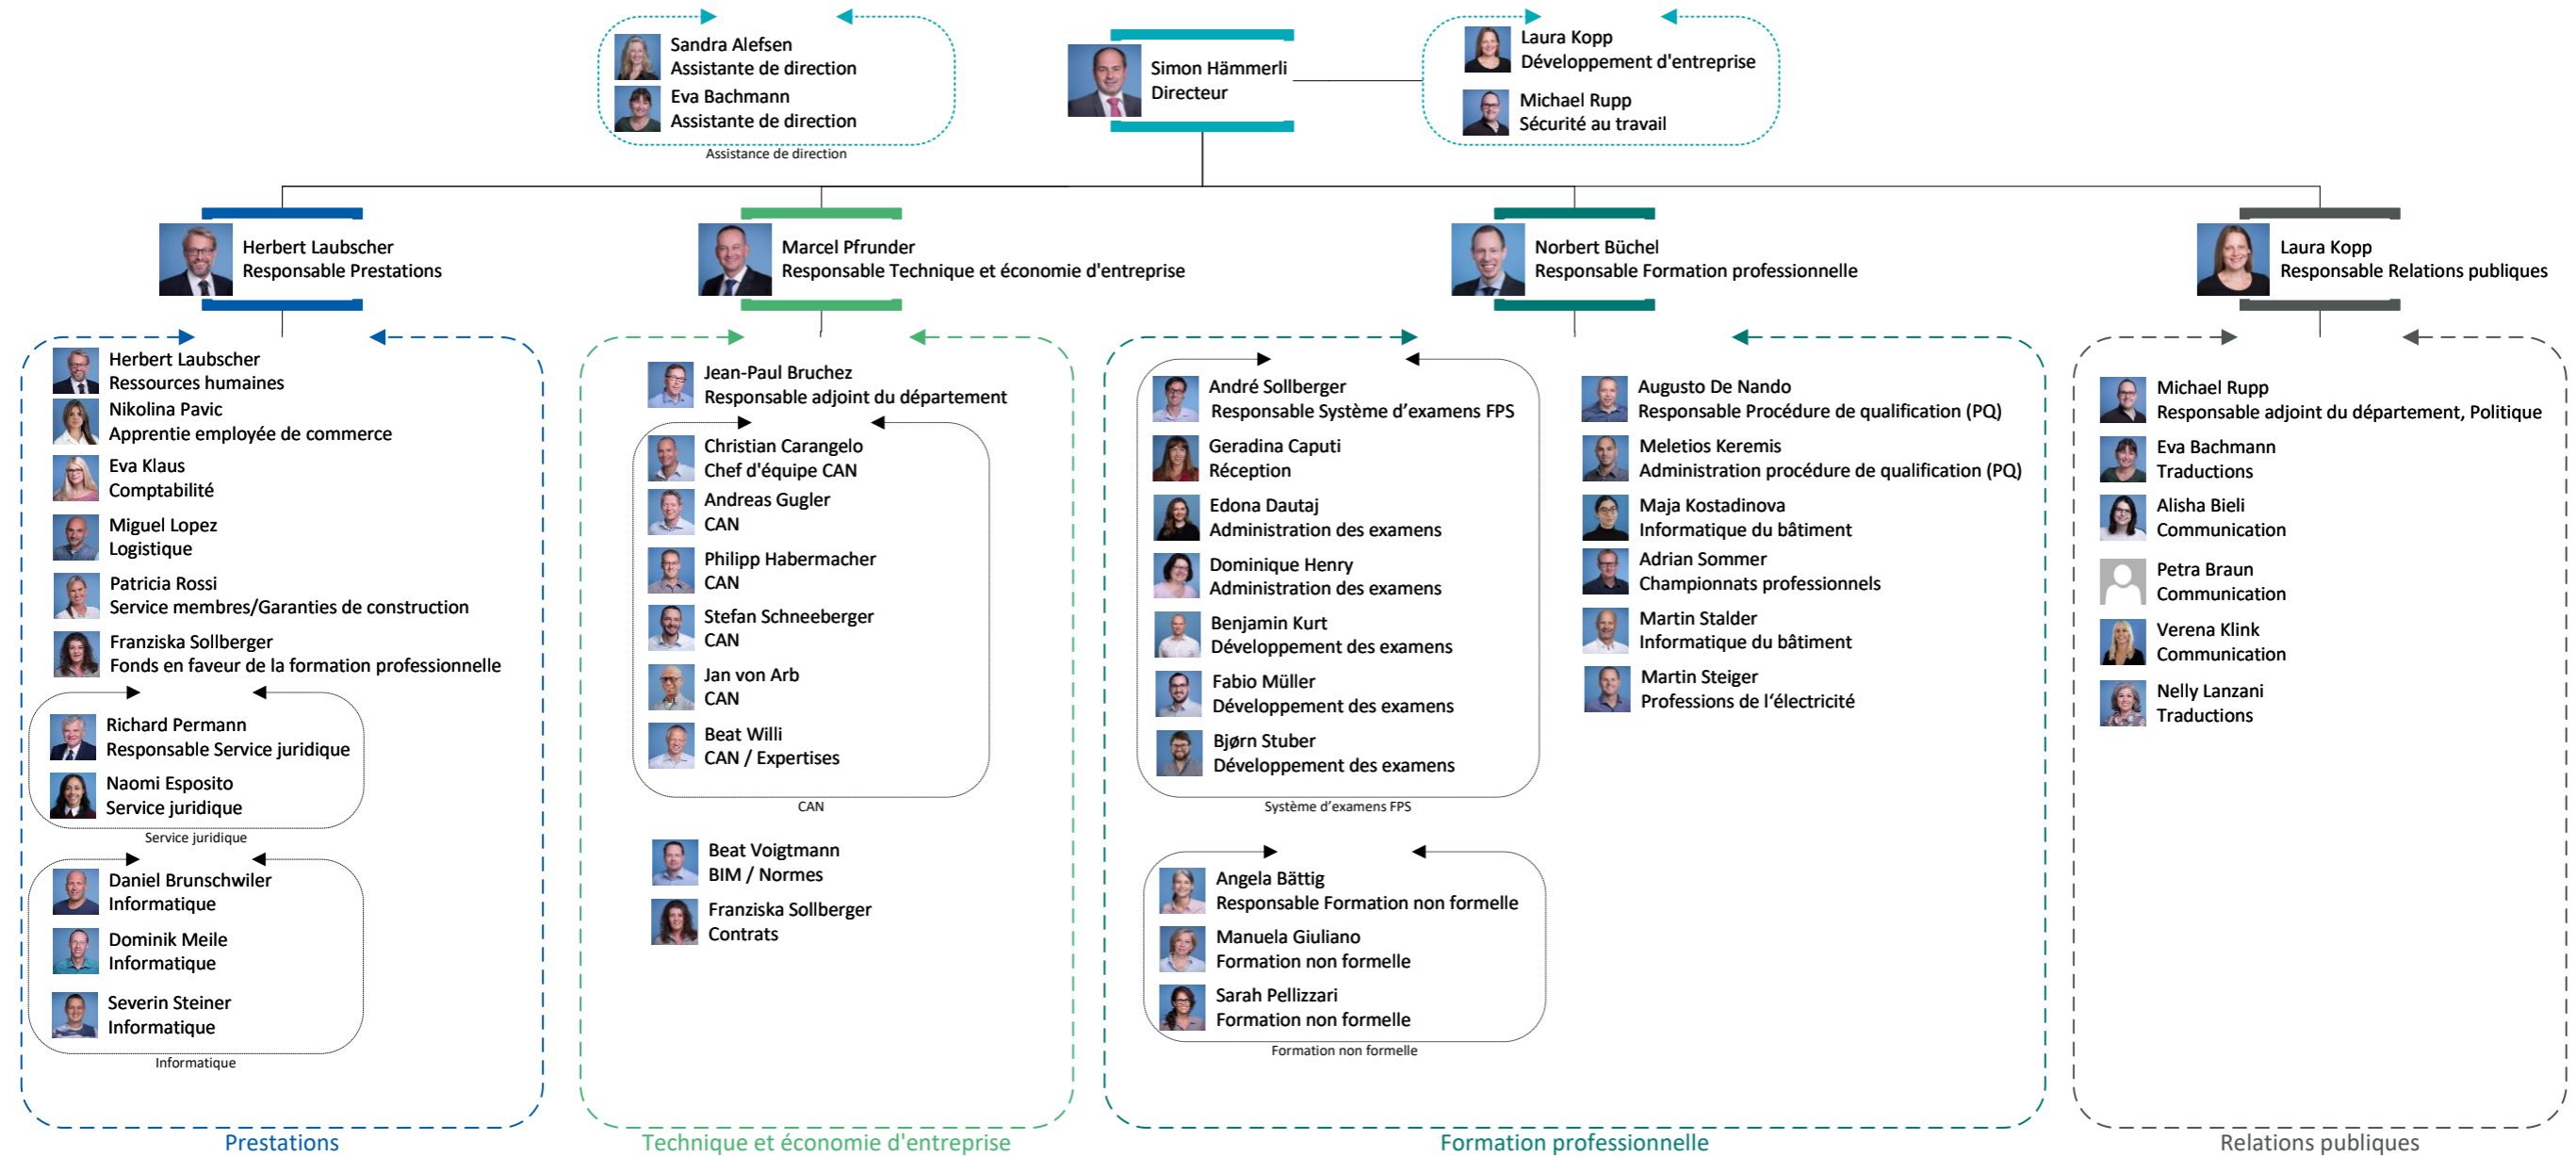 Sandra Alefsen
Assistante de direction
Eva Bachmann
Assistante de direction
Assistance de direction
Simon Hämmerli
Directeur
Laura Kopp
Développement d'entreprise
Michael Rupp
Sécurité au travail
Herbert Laubscher
Responsable Prestations
Marcel Pfrunder
Responsable Technique et économie d'entreprise
Norbert Büchel
Responsable Formation professionnelle
Laura Kopp
Responsable Relations publiques
Herbert Laubscher
Ressources humaines
Nikolina Pavic
Apprentie employée de commerce
Eva Klaus
Comptabilité
Miguel Lopez
Logistique
Patricia Rossi
Service membres/Garanties de construction
Franziska Sollberger
Fonds en faveur de la formation professionnelle
Richard Permann
Responsable Service juridique
Naomi Esposito
Service juridique
Service juridique
Daniel Brunschwiler
Informatique
Dominik Meile
Informatique
Severin Steiner
Informatique
Informatique
Prestations
Jean-Paul Bruchez
Responsable adjoint du département
Christian Carangelo
Chef d'équipe CAN
Andreas Gugler
CAN
Philipp Habermacher
CAN
Stefan Schneeberger
CAN
Jan von Arb
CAN
Beat Willi
CAN / Expertises
CAN
Beat Voigtmann
BIM / Normes
Franziska Sollberger
Contrats
Technique et économie d'entreprise
André Sollberger
Responsable Système d’examens FPS
Geradina Caputi
Réception
Edona Dautaj
Administration des examens
Dominique Henry
Administration des examens
Benjamin Kurt
Développement des examens
Fabio Müller
Développement des examens
Bjørn Stuber
Développement des examens
Système d’examens FPS
Angela Bättig
Responsable Formation non formelle
Manuela Giuliano
Formation non formelle
Sarah Pellizzari
Formation non formelle
Formation non formelle
Augusto De Nando
Responsable Procédure de qualification (PQ)
Meletios Keremis
Administration procédure de qualification (PQ)
Maja Kostadinova
Informatique du bâtiment
Adrian Sommer
Championnats professionnels
Martin Stalder
Informatique du bâtiment
Martin Steiger
Professions de l‘électricité
Formation professionnelle
Michael Rupp
Responsable adjoint du département, Politique
Eva Bachmann
Traductions
Alisha Bieli
Communication
Petra Braun
Communication
Verena Klink
Communication
Nelly Lanzani
Traductions
Relations publiques